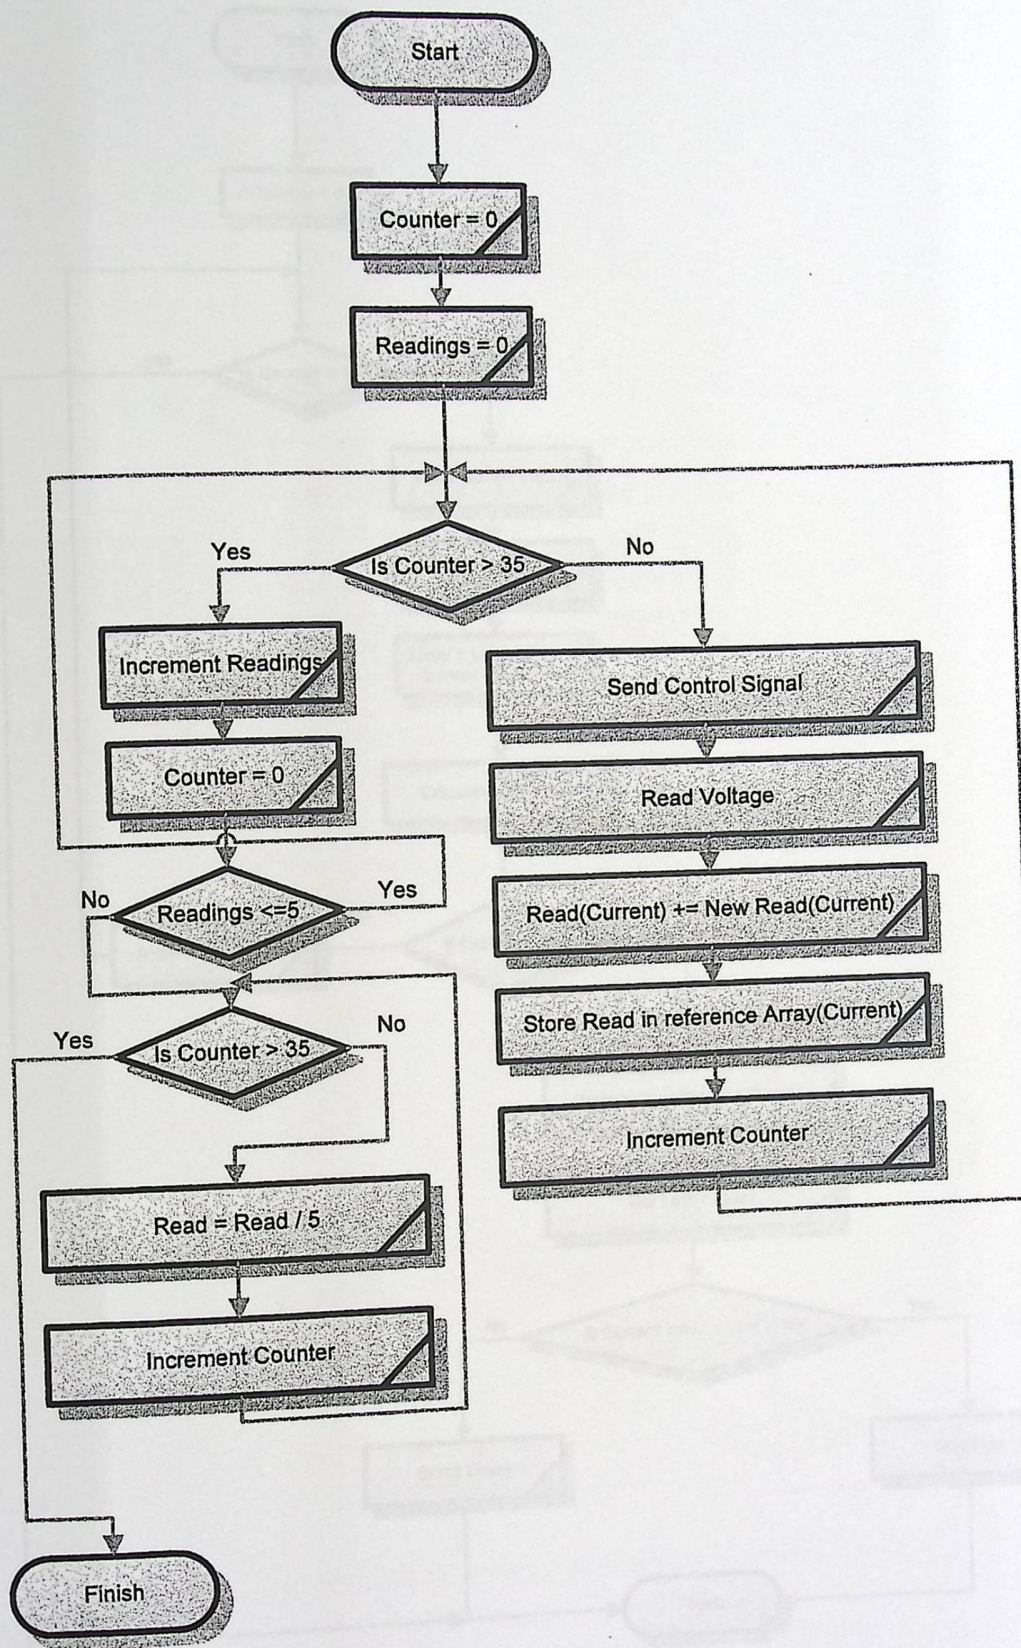 Start
Counter = 0
Readings = 0
Is Counter > 35
Yes
No
Increment Readings
Counter = 0
Readings <=5
No
Yes
Is Counter > 35
Yes
No
Read = Read / 5
Increment Counter
Finish
Send Control Signal
Read Voltage
Read(Current) += New Read(Current)
Store Read in reference Array(Current)
Increment Counter